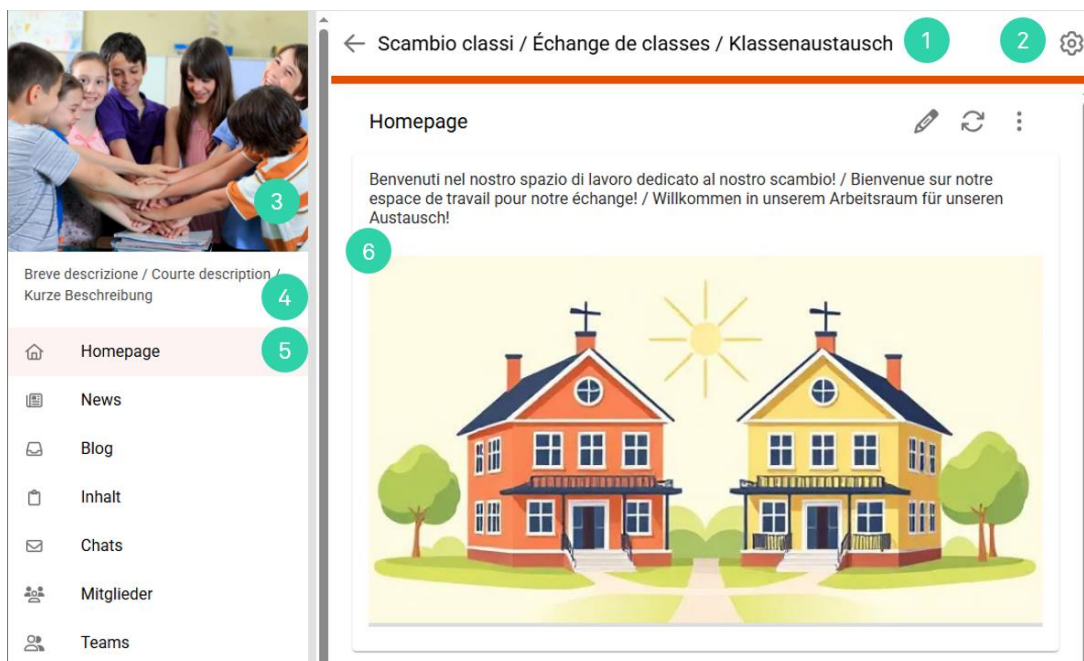 Scambio classi / Échange de classes / Klassenaustausch
1
2
3
Breve descrizione / Courte description /
Kurze Beschreibung
4
Homepage
5
News
Blog
Inhalt
Chats
Mitglieder
Teams
Homepage
Benvenuti nel nostro spazio di lavoro dedicato al nostro scambio! / Bienvenue sur notre
espace de travail pour notre échange! / Willkommen in unserem Arbeitsraum für unseren
Austausch!
6